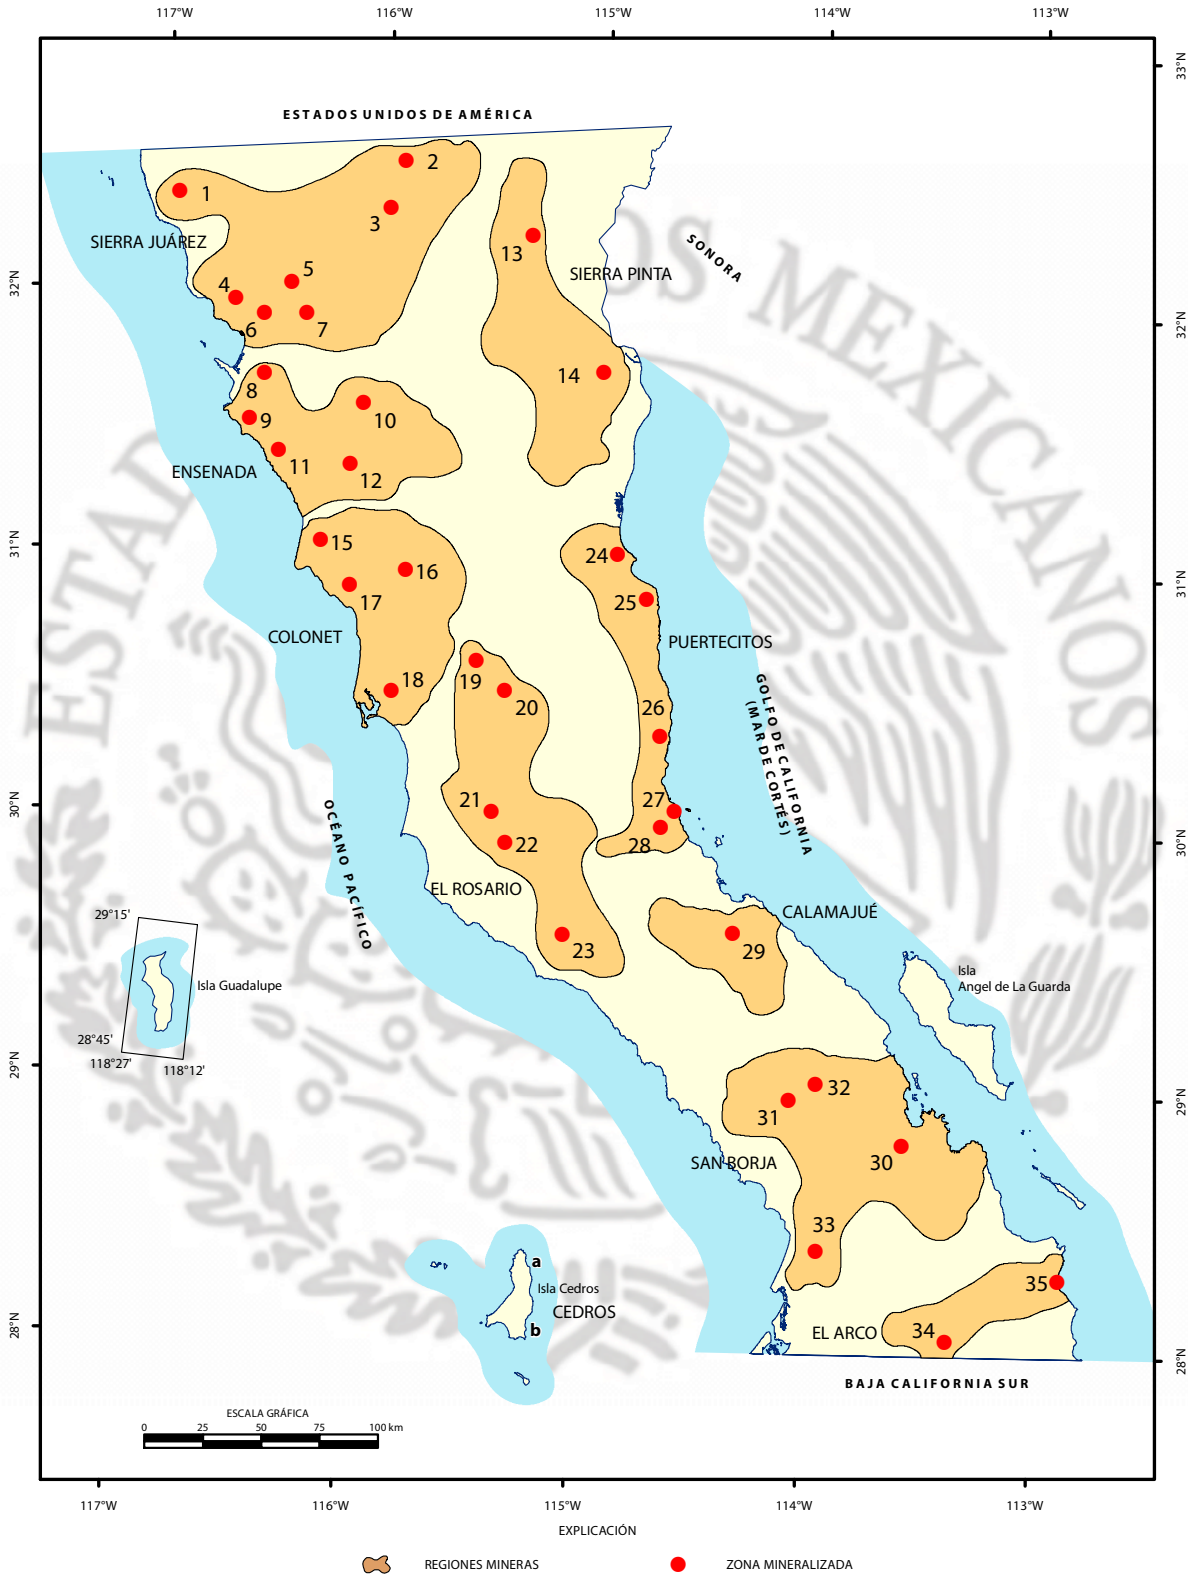 117°W
116°W
115°W
114°W
113°W
33°N
ESTADOS UNIDOS DE AMÉRICA
2
1
3
SIERRA JUÁREZ
13
SIERRA PINTA
SONORA
5
4
32°N
6
7
32°N
14
8
9
10
11
12
ENSENADA
ESTADOS MEXICANOS
15
31°N
16
17
24
25
31°N
COLONET
PUERTECITOS
18
19
20
26
GOLFO DE CALIFORNIA
(MAR DE CORTÉS)
21
22
27
28
30°N
30°N
OCÉANO PACÍFICO
EL ROSARIO
CALAMAJUÉ
23
29
29°15'
Isla Guadalupe
28°45'
118°27'
118°12'
Isla
Angel de La Guarda
29°N
32
31
29°N
SAN BORJA
30
33
a
Isla Cedros
CEDROS
b
35
28°N
EL ARCO
34
28°N
BAJA CALIFORNIA SUR
ESCALA GRÁFICA
0 25 50 75 100 km
117°W
116°W
115°W
114°W
113°W
EXPLICACIÓN
REGIONES MINERAS
ZONA MINERALIZADA